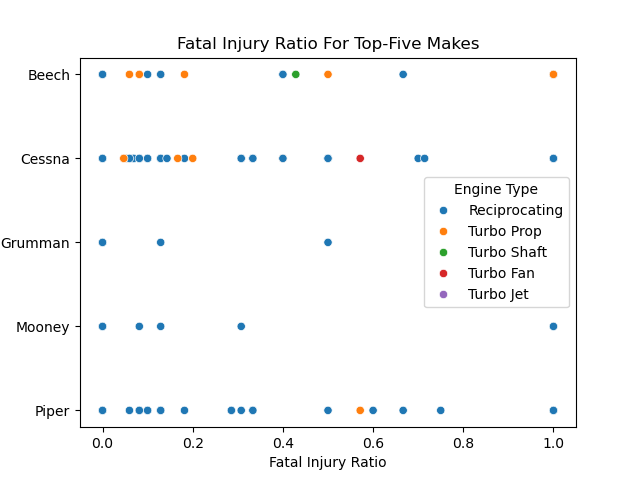 Fatal Injury Ratio For Top-Five Makes
Beech
Cessna
Grumman
Mooney
Piper
Engine Type
Reciprocating
Turbo Prop
Turbo Shaft
Turbo Fan
Turbo Jet
0.0
0.2
0.4
0.6
0.8
1.0
Fatal Injury Ratio